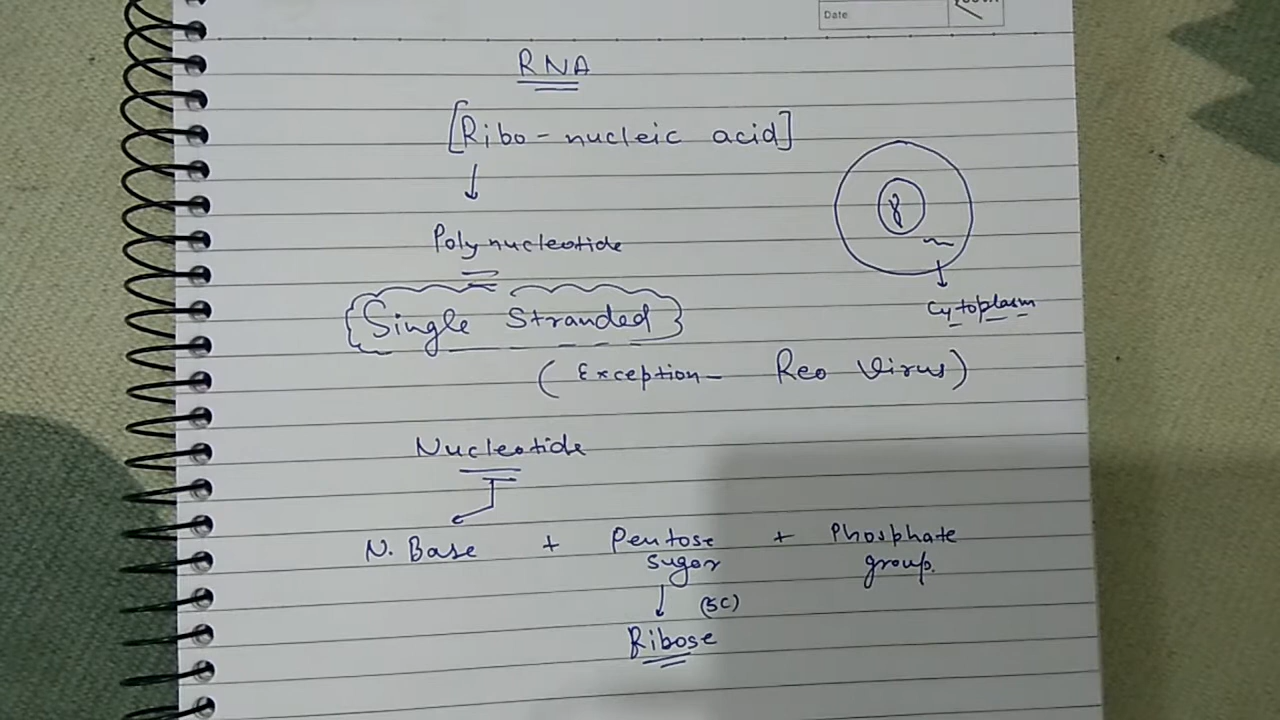 Date
RNA
[Ribo-nucleic acid]
Polynucleotide
Single Stranded
Cytoplasm
(Exception- Reo Virus)
Nucleotide
N. Base + Pentose sugar + Phosphate group.
(5C)
Ribose